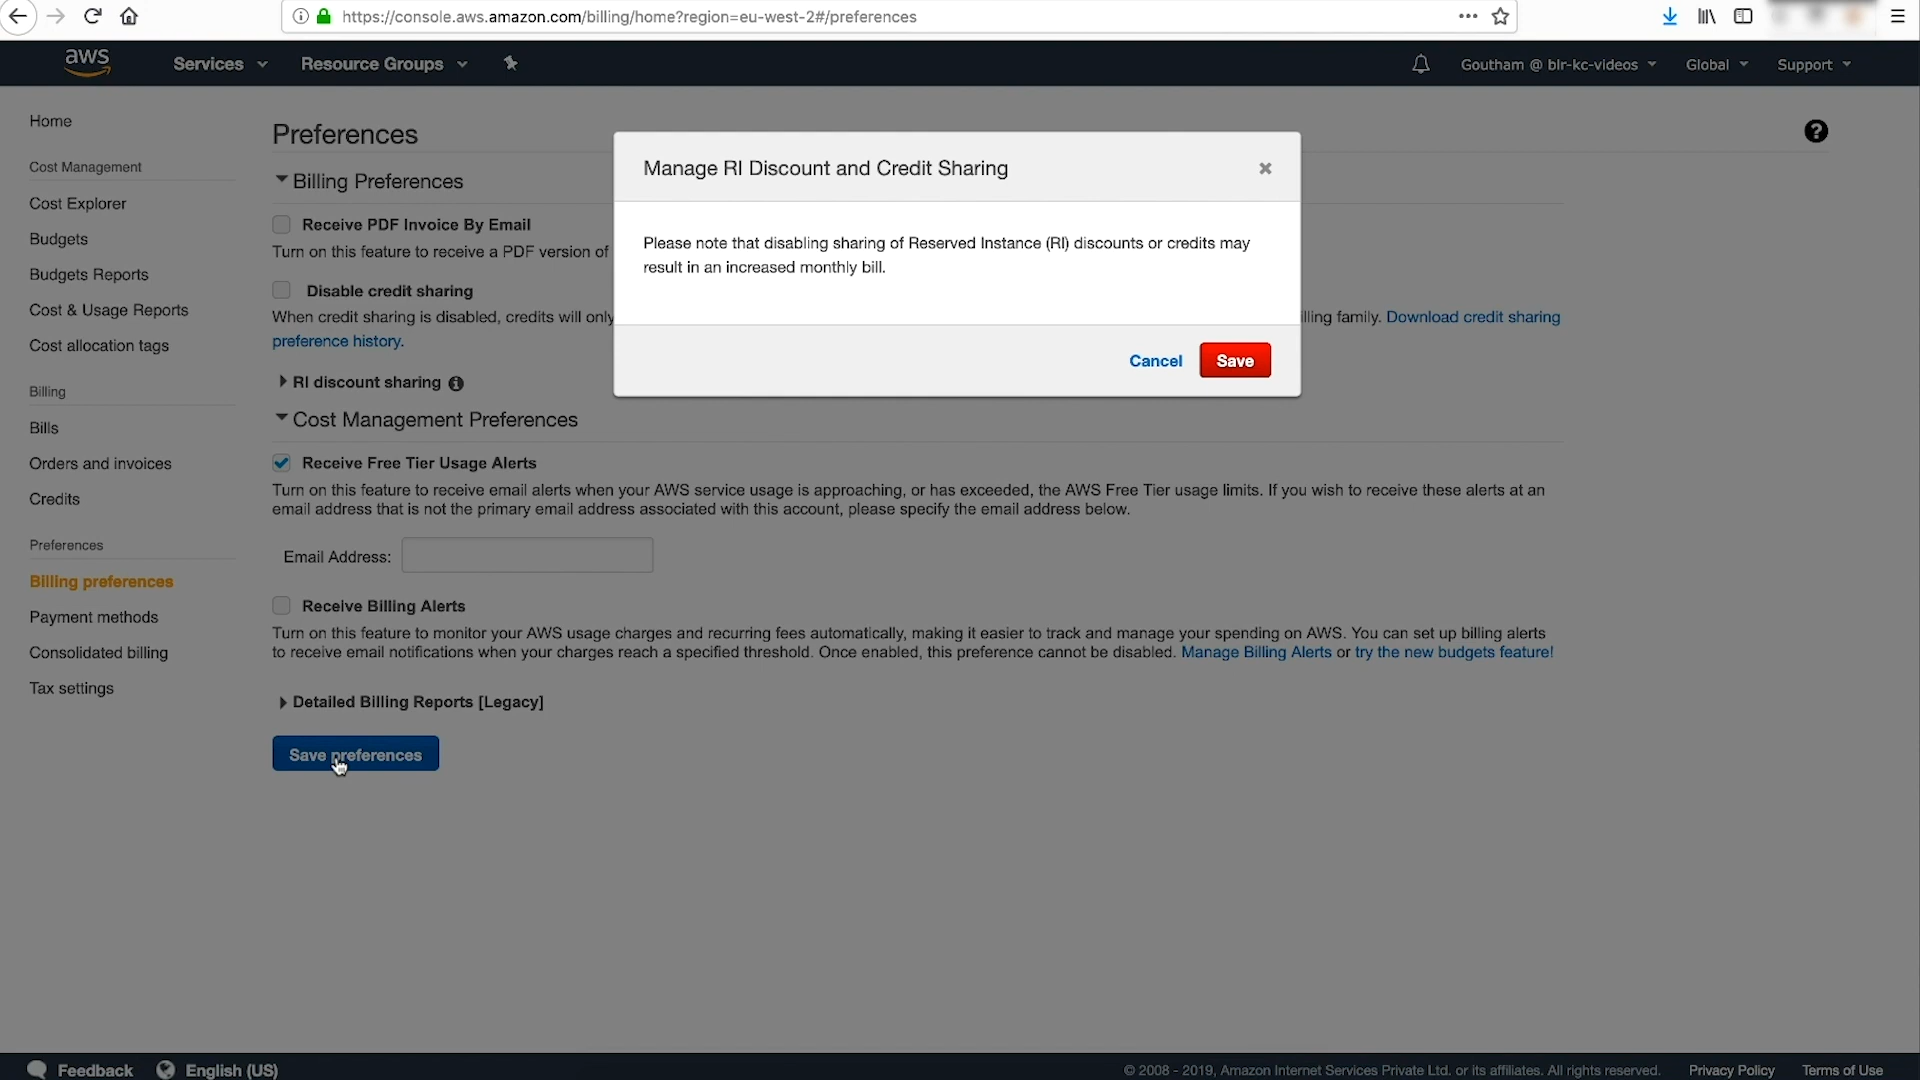 https://console.aws.amazon.com/billing/home?region=eu-west-2#/preferences
aws
Services
Resource Groups
Goutham @ blr-kc-videos
Global
Support
Home
Cost Management
Cost Explorer
Budgets
Budgets Reports
Cost & Usage Reports
Cost allocation tags
Billing
Bills
Orders and invoices
Credits
Preferences
Billing preferences
Payment methods
Consolidated billing
Tax settings
Preferences
Billing Preferences
Receive PDF Invoice By Email
Turn on this feature to receive a PDF version of
Disable credit sharing
When credit sharing is disabled, credits will only
lling family. Download credit sharing
preference history.
RI discount sharing
Cost Management Preferences
Receive Free Tier Usage Alerts
Turn on this feature to receive email alerts when your AWS service usage is approaching, or has exceeded, the AWS Free Tier usage limits. If you wish to receive these alerts at an
email address that is not the primary email address associated with this account, please specify the email address below.
Email Address:
Receive Billing Alerts
Turn on this feature to monitor your AWS usage charges and recurring fees automatically, making it easier to track and manage your spending on AWS. You can set up billing alerts
to receive email notifications when your charges reach a specified threshold. Once enabled, this preference cannot be disabled. Manage Billing Alerts or try the new budgets feature!
Detailed Billing Reports [Legacy]
Save preferences
Manage RI Discount and Credit Sharing
Please note that disabling sharing of Reserved Instance (RI) discounts or credits may
result in an increased monthly bill.
Cancel
Save
Feedback
English (US)
© 2008 - 2019, Amazon Internet Services Private Ltd. or its affiliates. All rights reserved.
Privacy Policy
Terms of Use